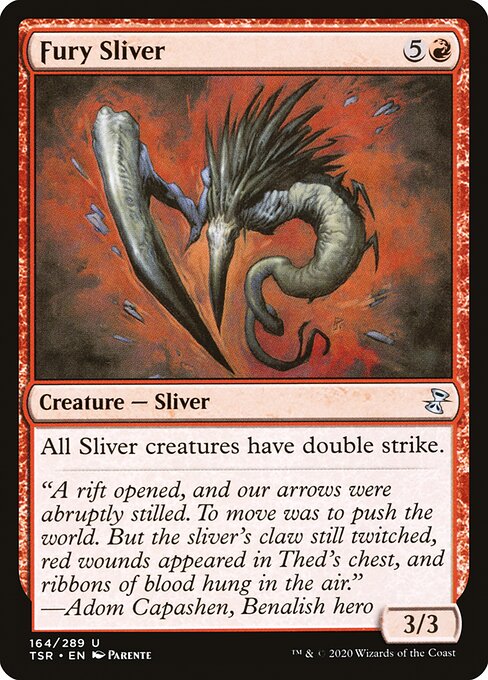 Fury Sliver 5
Creature — Sliver
All Sliver creatures have double strike.
“A rift opened, and our arrows were
abruptly stilled. To move was to push the
world. But the sliver’s claw still twitched,
red wounds appeared in Thed’s chest, and
ribbons of blood hung in the air.”
—Adom Capashen, Benalish hero
3/3
164/289 U
TSR • EN PARENTE
™ & © 2020 Wizards of the Coast